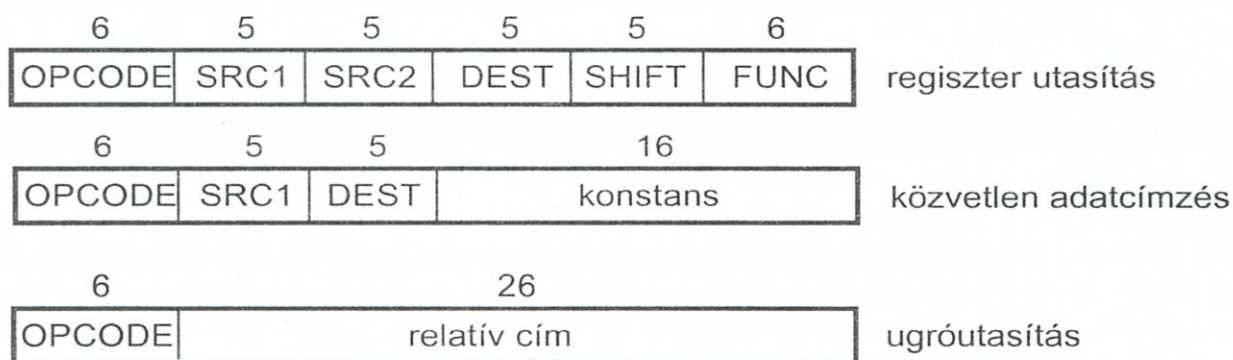 6 5 5 5 5 6
OPCODE SRC1 SRC2 DEST SHIFT FUNC regiszter utasítás
6 5 5 16
OPCODE SRC1 DEST konstans közvetlen adatcímzés
6 26
OPCODE relatív cím ugróutasítás